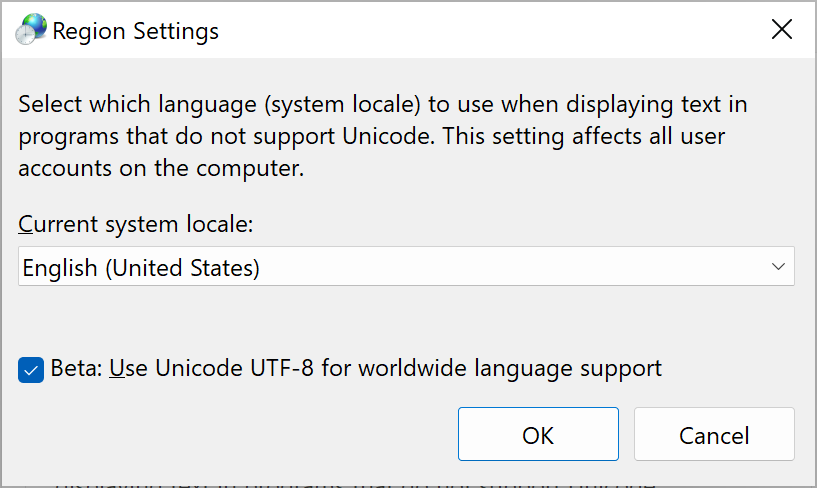 Region Settings
Select which language (system locale) to use when displaying text in
programs that do not support Unicode. This setting affects all user
accounts on the computer.
Current system locale:
English (United States)
Beta: Use Unicode UTF-8 for worldwide language support
OK
Cancel